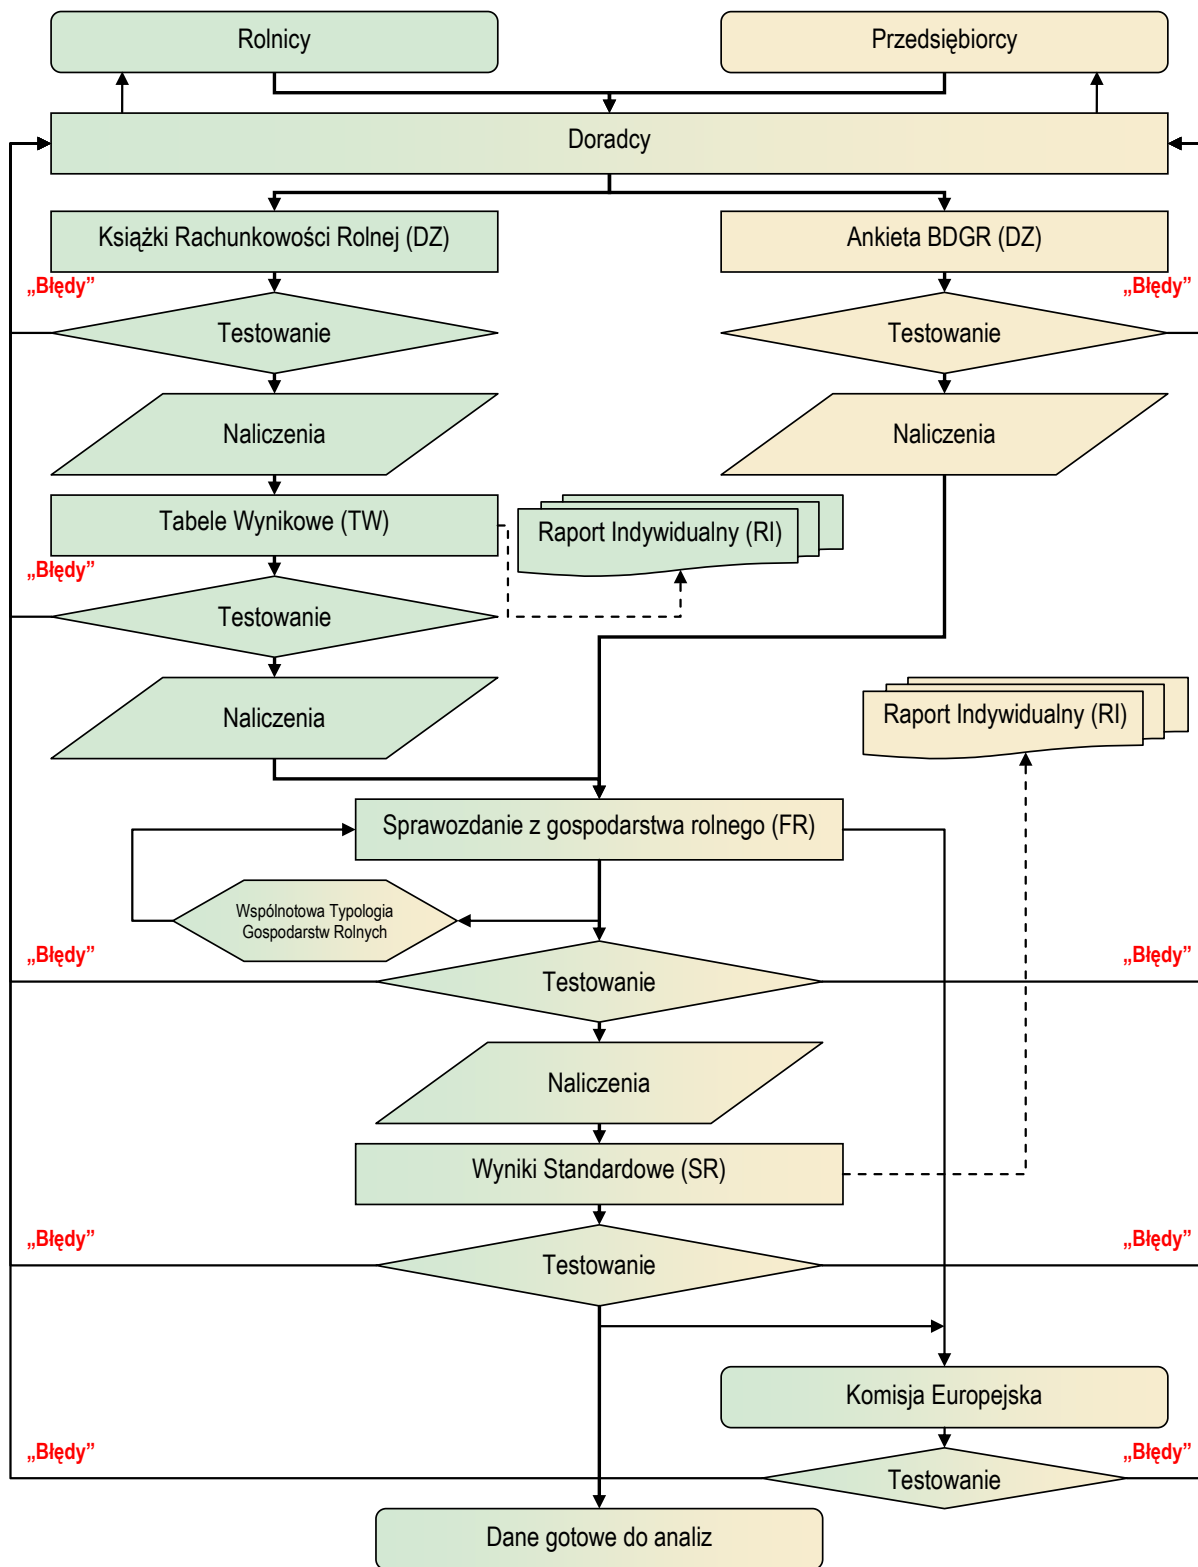 Rolnicy
Przedsiębiorcy
Doradcy
Książki Rachunkowości Rolnej (DZ)
Ankieta BDGR (DZ)
„Błędy”
„Błędy”
Testowanie
Testowanie
Naliczenia
Naliczenia
Tabele Wynikowe (TW)
Raport Indywidualny (RI)
„Błędy”
Testowanie
Naliczenia
Raport Indywidualny (RI)
Sprawozdanie z gospodarstwa rolnego (FR)
Wspólnotowa Typologia
Gospodarstw Rolnych
„Błędy”
„Błędy”
Testowanie
Naliczenia
Wyniki Standardowe (SR)
„Błędy”
„Błędy”
Testowanie
Komisja Europejska
„Błędy”
„Błędy”
Testowanie
Dane gotowe do analiz